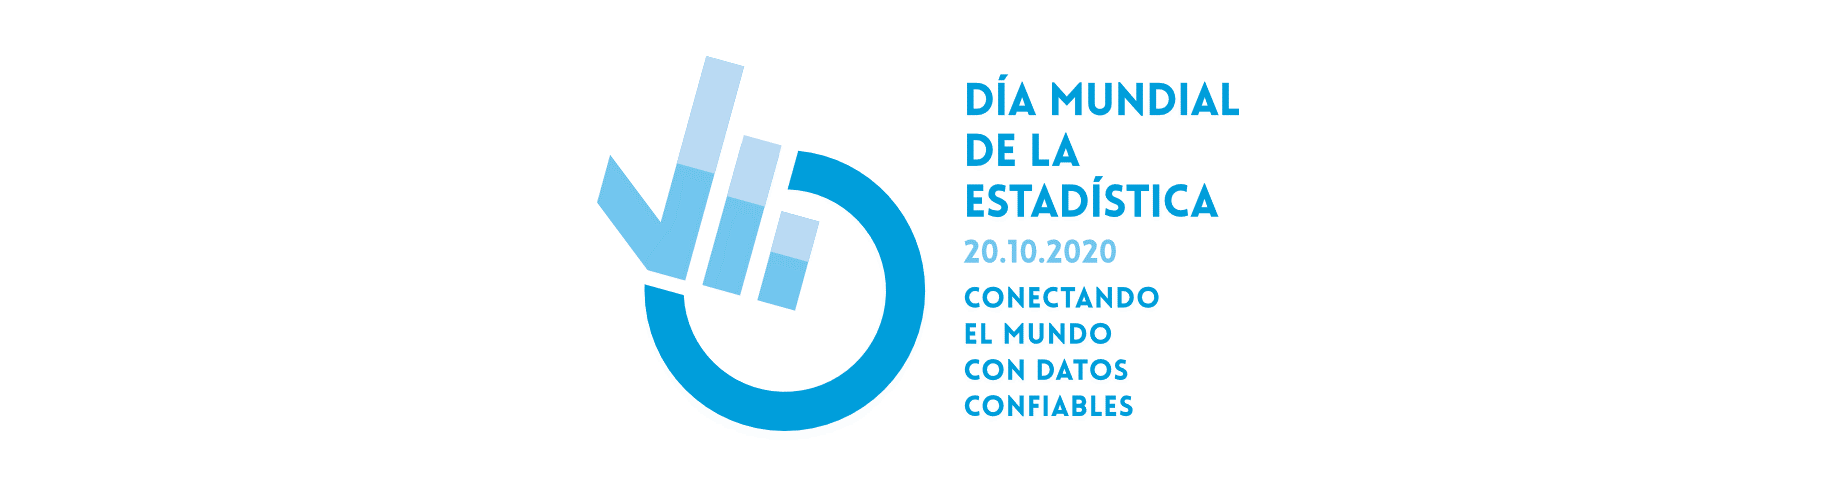 DÍA MUNDIAL
DE LA
ESTADÍSTICA
20.10.2020
CONECTANDO
EL MUNDO
CON DATOS
CONFIABLES